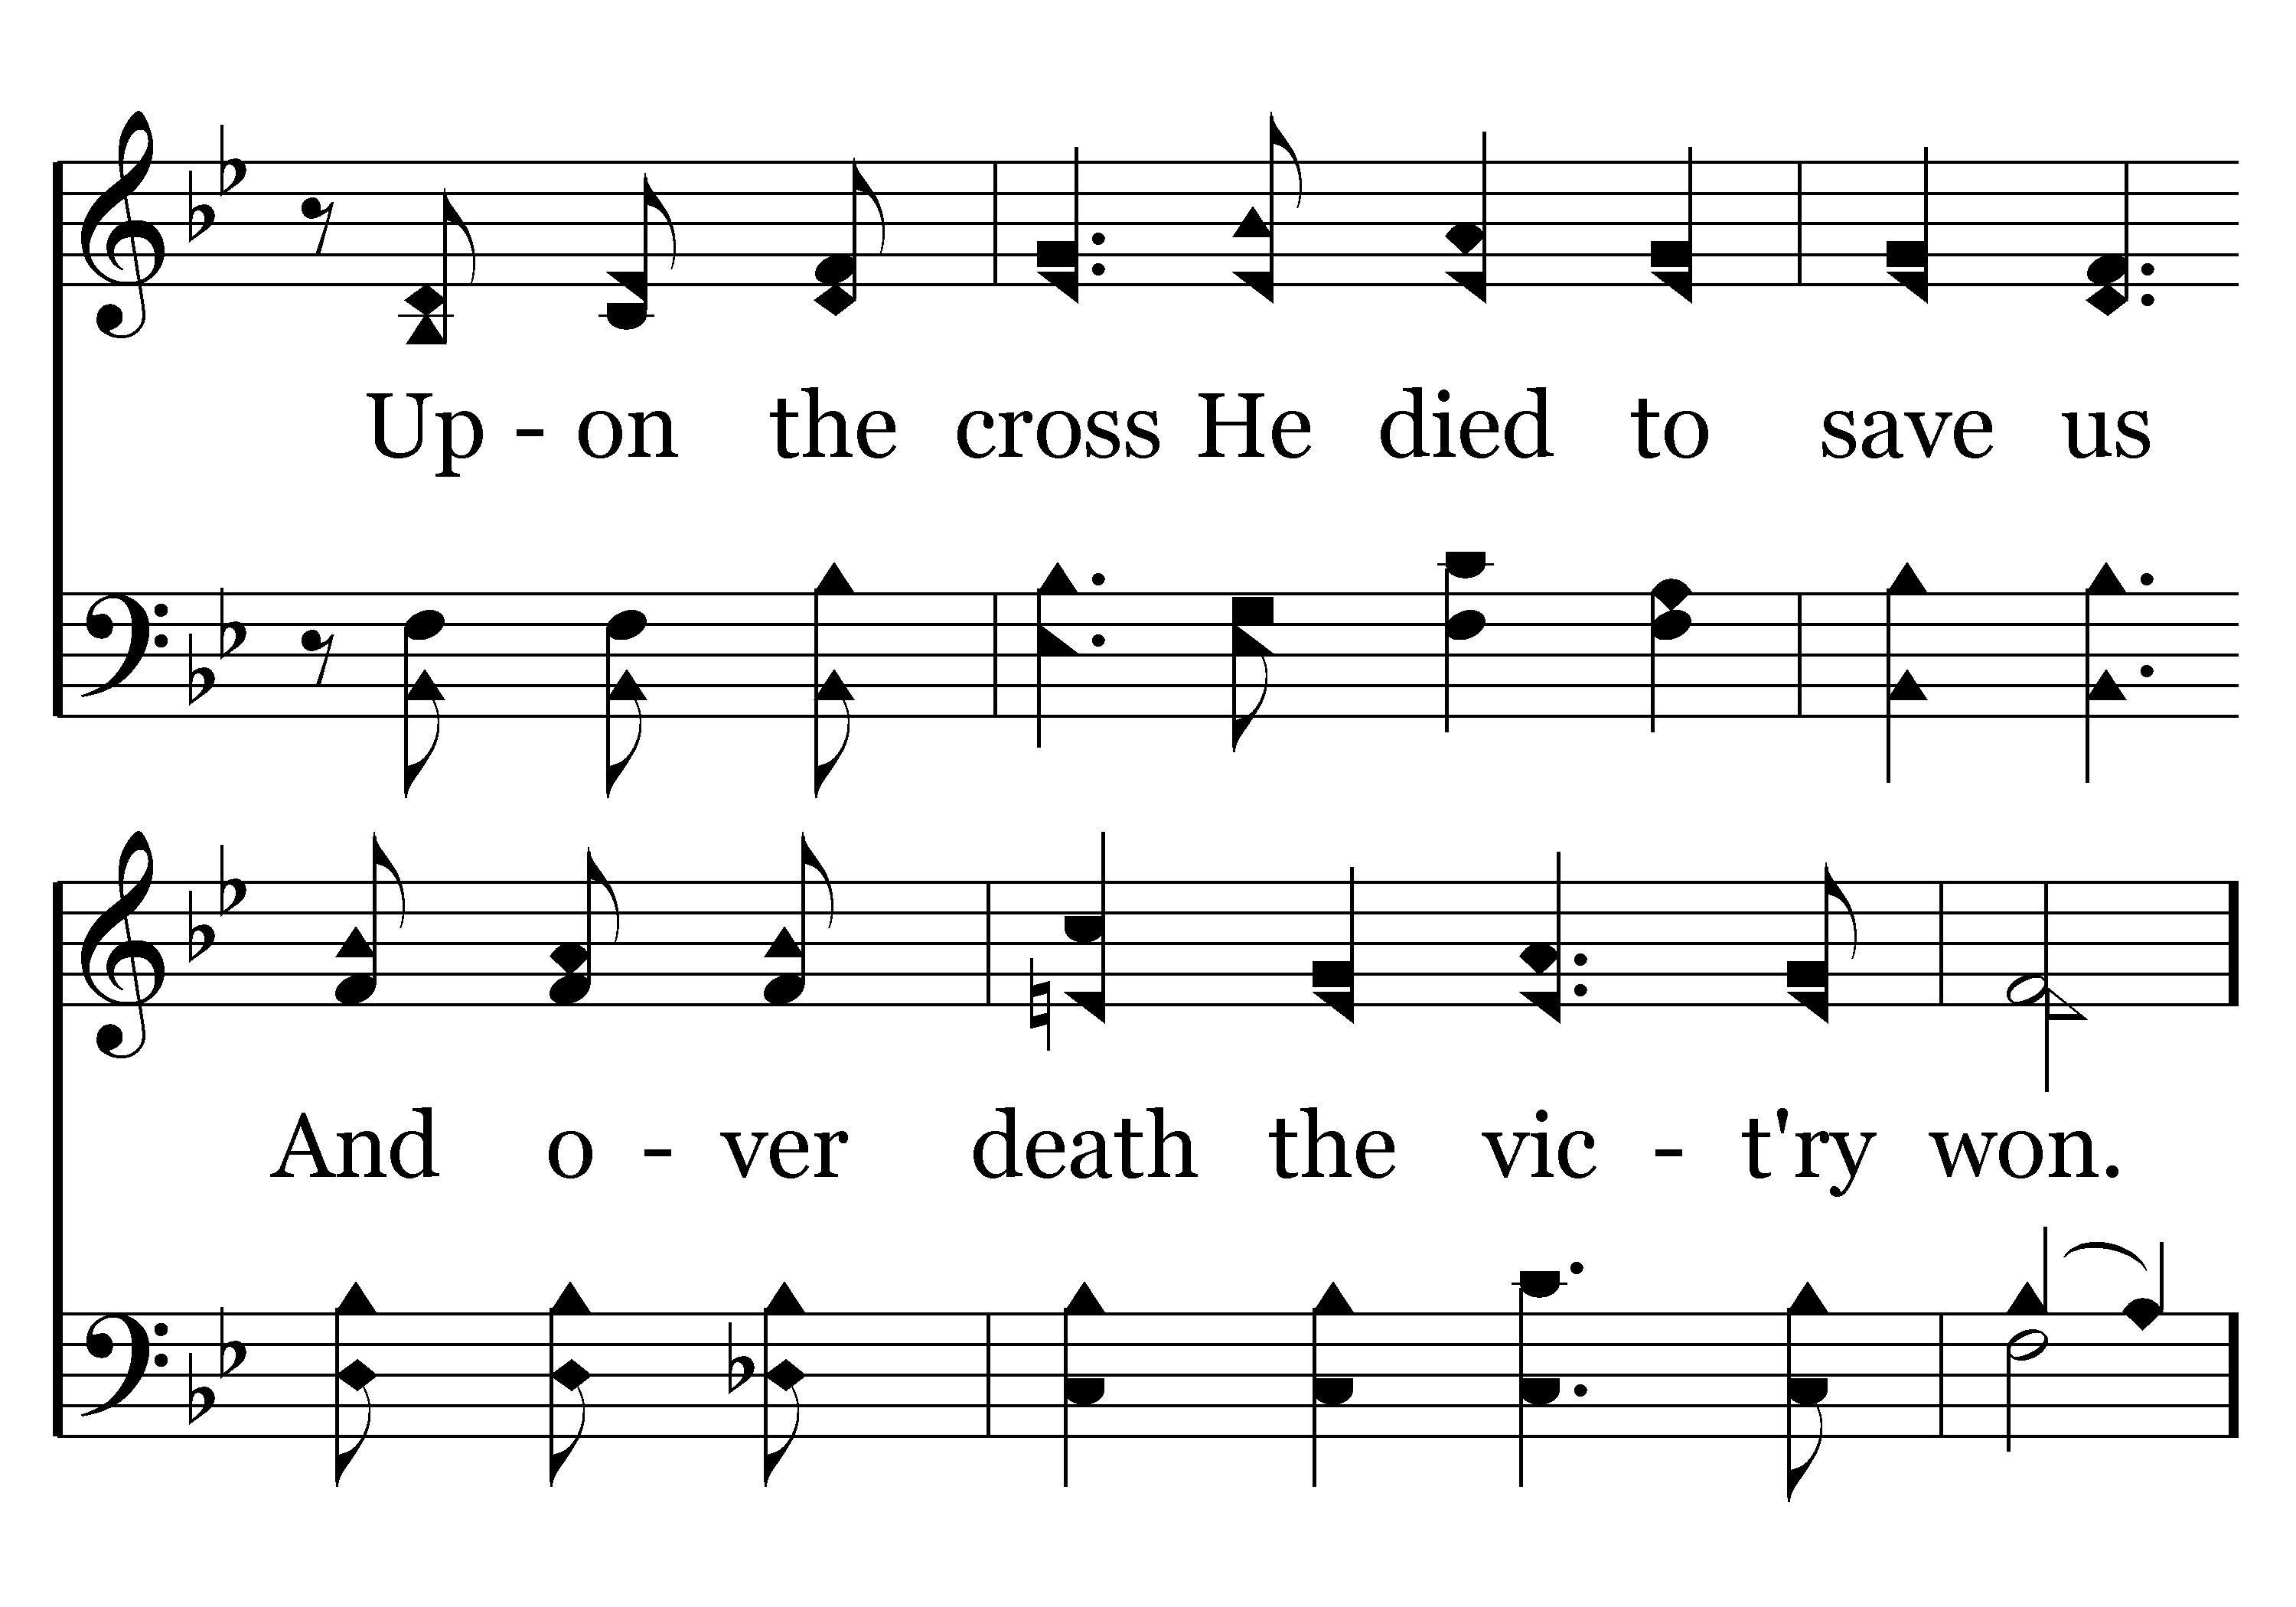 Up - on the cross He died to save us
And o - ver death the vic - t'ry won.